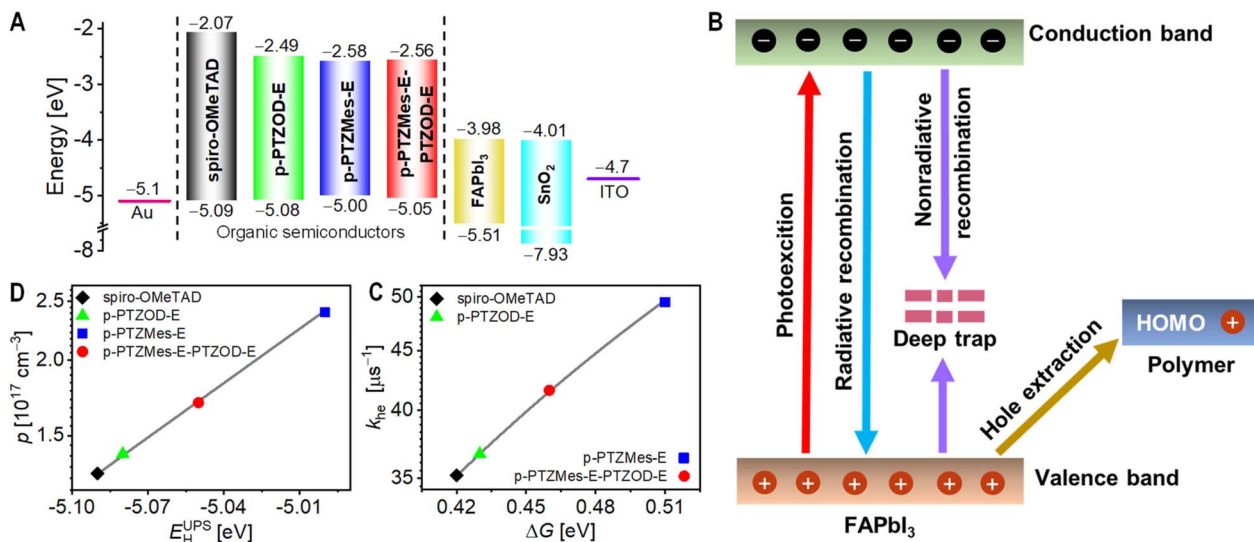 A
Energy [eV]
-2
-3
-4
-5
-8
−2.07
−2.49
−2.58
−2.56
spiro-OMeTAD
p-PTZOD-E
p-PTZMes-E
p-PTZMes-E-
PTZOD-E
−3.98
−4.01
FAPbI₃
SnO₂
−4.7
ITO
−5.1
Au
−5.09
−5.08
−5.00
−5.05
−5.51
−7.93
Organic semiconductors
B
Conduction band
Photoexcition
Radiative recombination
Nonradiative
recombination
Deep trap
Hole extraction
HOMO
Polymer
Valence band
FAPbI₃
D
spiro-OMeTAD
p-PTZOD-E
p-PTZMes-E
p-PTZMes-E-PTZOD-E
p [10¹⁷ cm⁻³]
2.5
2.0
1.5
-5.09
-5.07
-5.05
-5.03
-5.01
E_H^UPS [eV]
C
spiro-OMeTAD
p-PTZOD-E
p-PTZMes-E
p-PTZMes-E-PTZOD-E
k_he [μs⁻¹]
50
45
40
35
0.42
0.45
0.48
0.51
ΔG [eV]